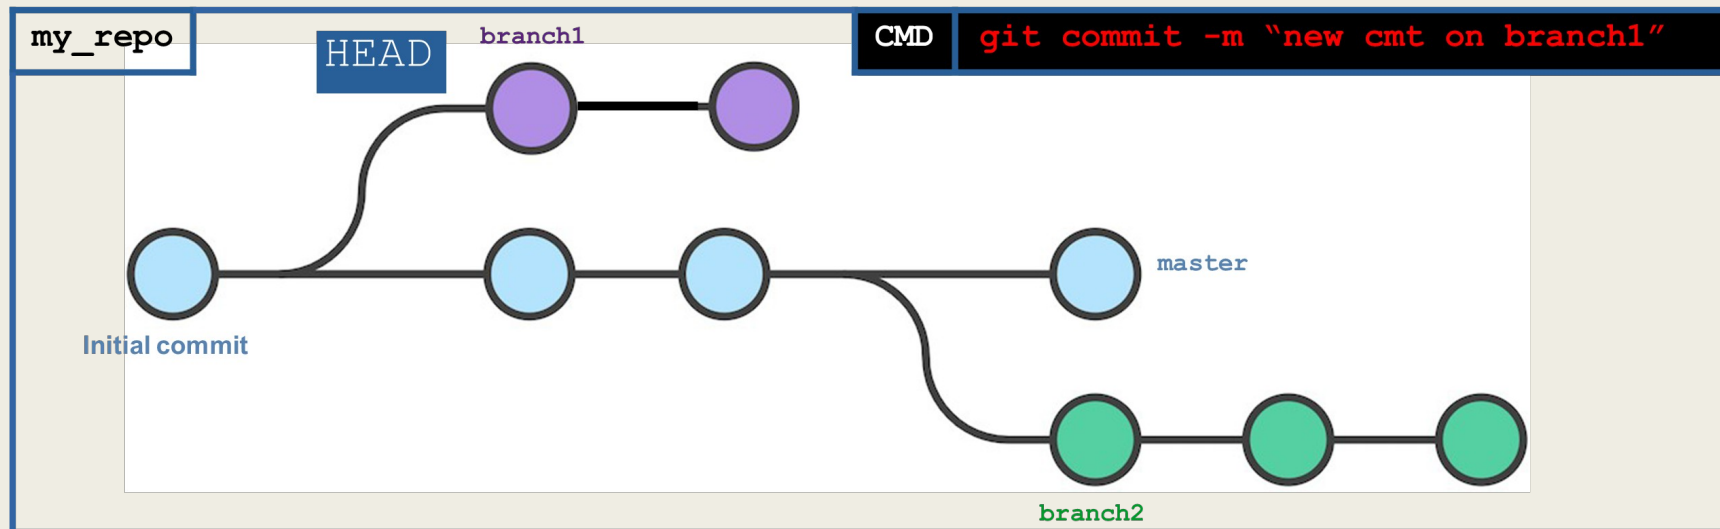 my_repo
HEAD
branch1
CMD
git commit -m “new cmt on branch1”
master
Initial commit
branch2